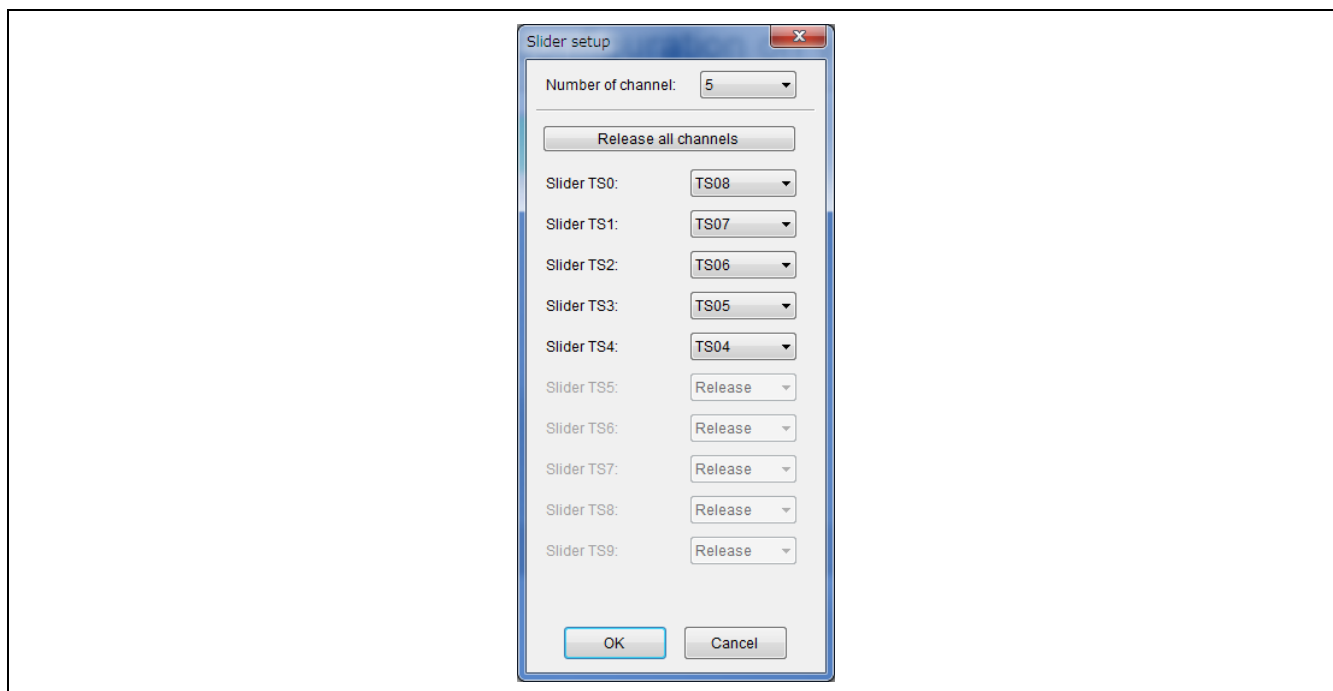 Slider setup
Number of channel: 5
Release all channels
Slider TS0: TS08
Slider TS1: TS07
Slider TS2: TS06
Slider TS3: TS05
Slider TS4: TS04
Slider TS5: Release
Slider TS6: Release
Slider TS7: Release
Slider TS8: Release
Slider TS9: Release
OK Cancel